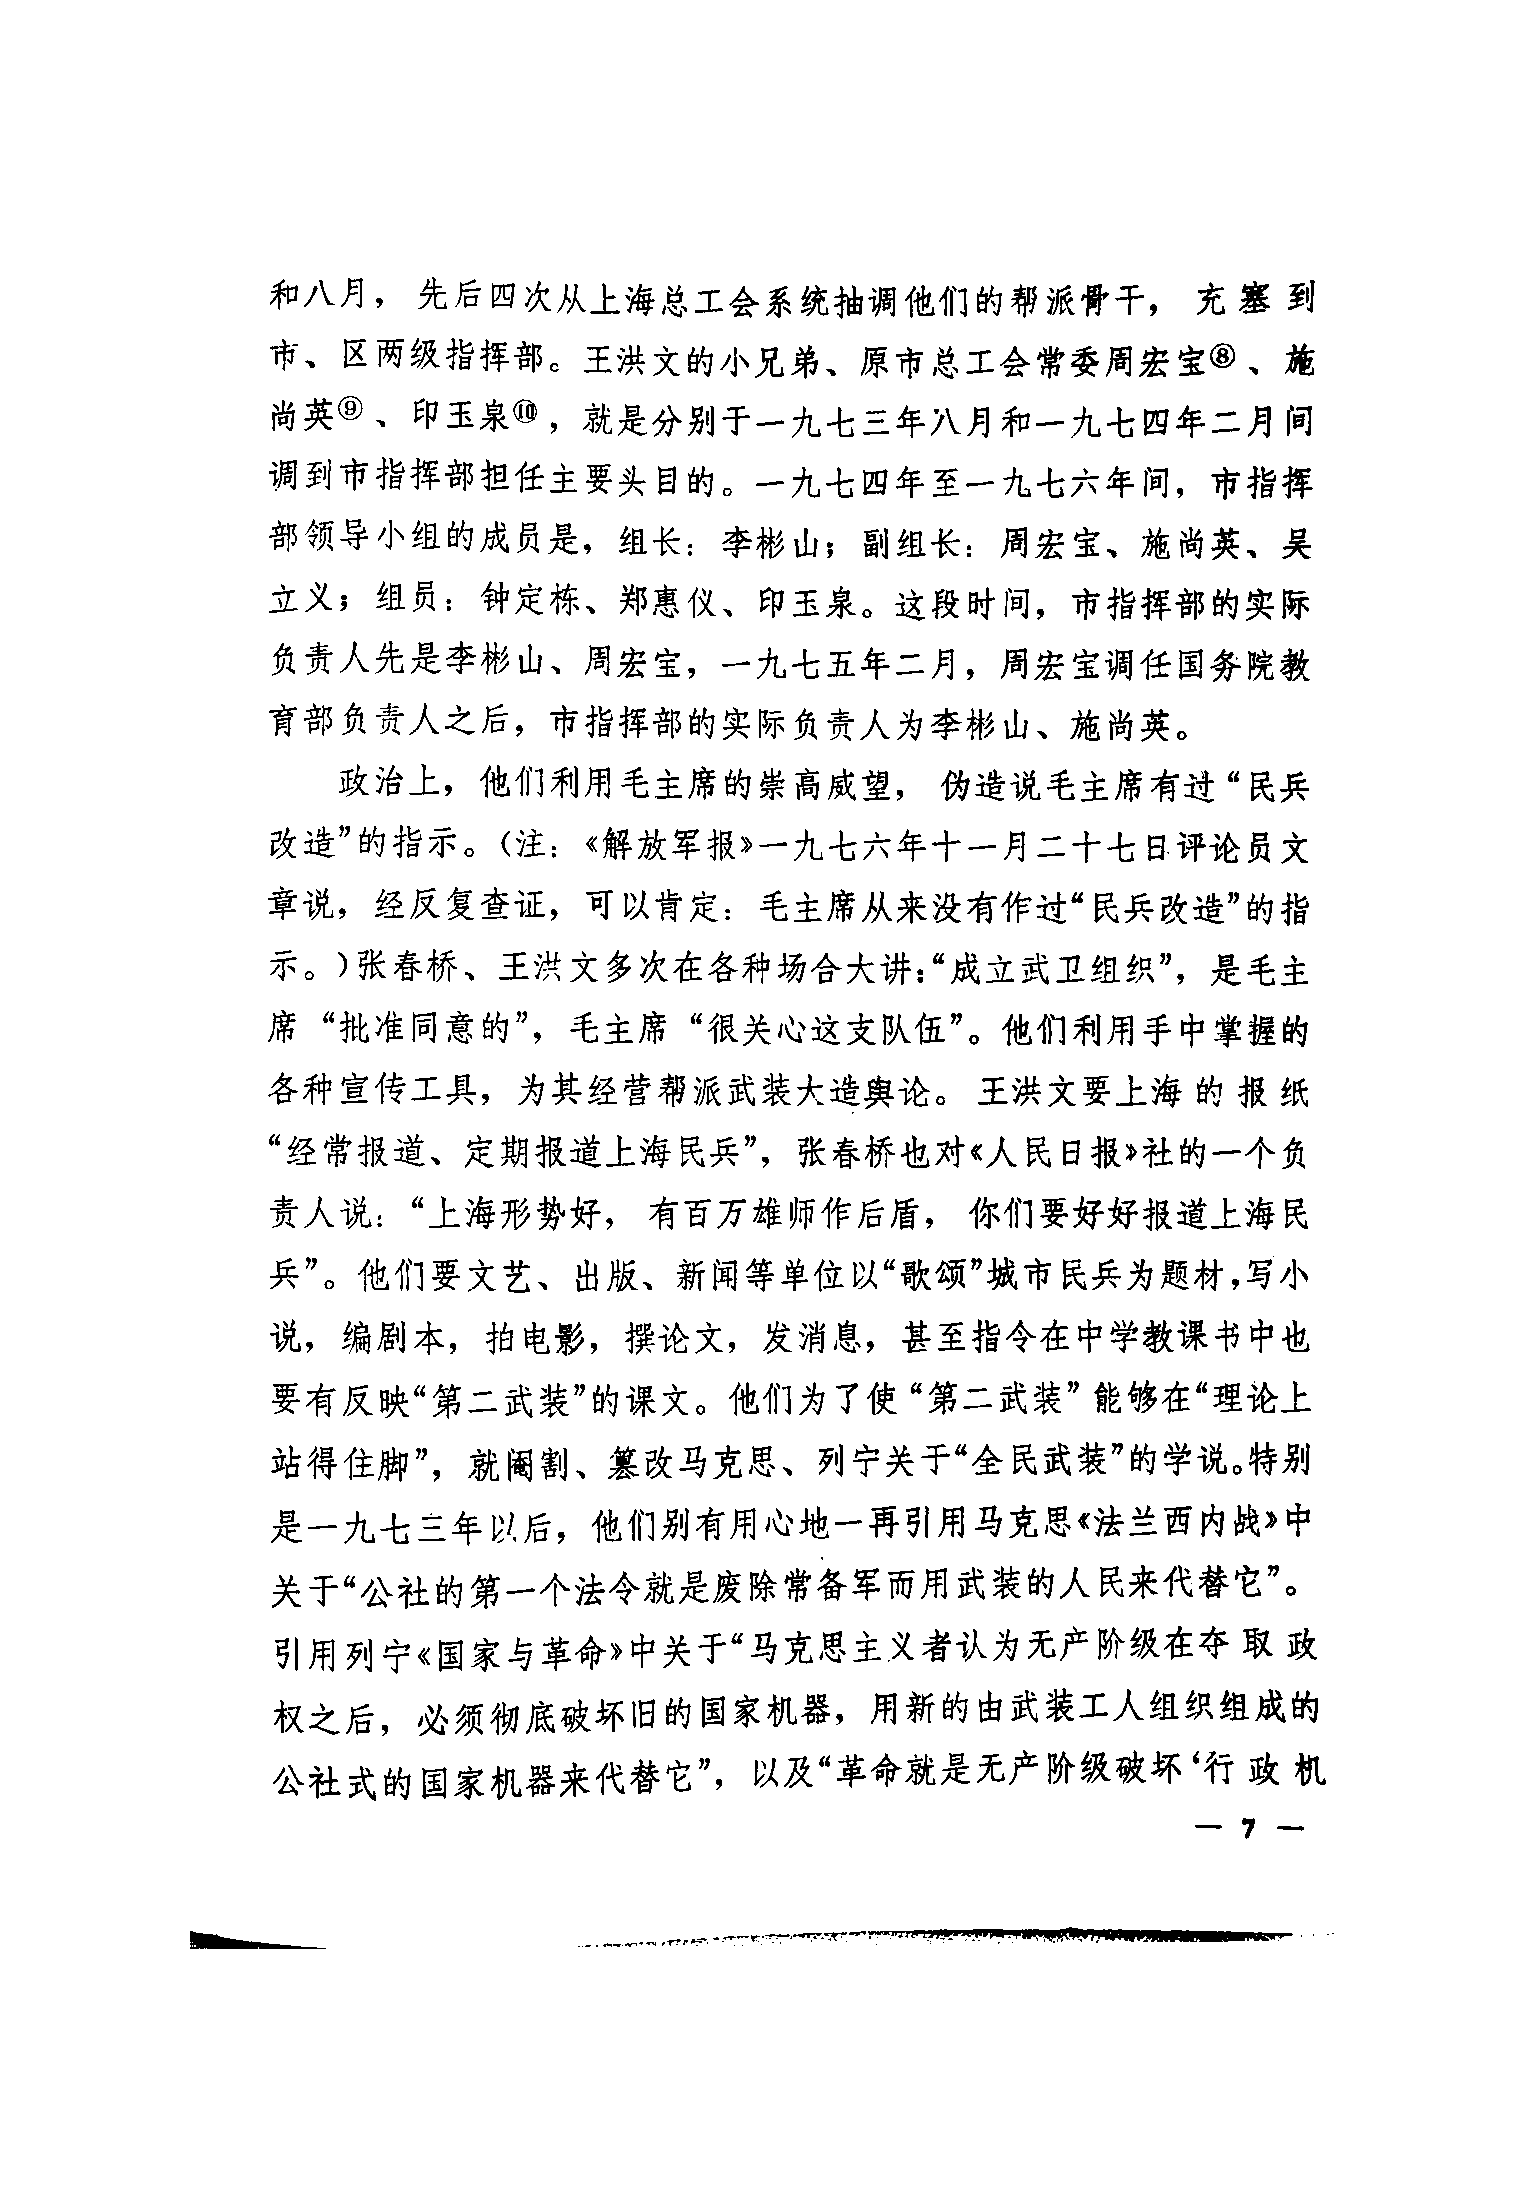 和八月，先后四次从上海总工会系统抽调他们的帮派骨干，充塞到
市、区两级指挥部。王洪文的小兄弟、原市总工会常委周宏宝⑧、施
尚英⑨、印玉泉⑩，就是分别于一九七三年八月和一九七四年二月间
调到市指挥部担任主要头目的。一九七四年至一九七六年间，市指挥
部领导小组的成员是，组长：李彬山；副组长：周宏宝、施尚英、吴
立义；组员：钟定栋、郑惠仪、印玉泉。这段时间，市指挥部的实际
负责人先是李彬山、周宏宝，一九七五年二月，周宏宝调任国务院教
育部负责人之后，市指挥部的实际负责人为李彬山、施尚英。
政治上，他们利用毛主席的崇高威望，伪造说毛主席有过“民兵
改造”的指示。（注：《解放军报》一九七六年十一月二十七日评论员文
章说，经反复查证，可以肯定：毛主席从来没有作过“民兵改造”的指
示。）张春桥、王洪文多次在各种场合大讲：“成立武卫组织”，是毛主
席“批准同意的”，毛主席“很关心这支队伍”。他们利用手中掌握的
各种宣传工具，为其经营帮派武装大造舆论。王洪文要上海的报纸
“经常报道、定期报道上海民兵”，张春桥也对《人民日报》社的一个负
责人说：“上海形势好，有百万雄师作后盾，你们要好好报道上海民
兵”。他们要文艺、出版、新闻等单位以“歌颂”城市民兵为题材，写小
说，编剧本，拍电影，撰论文，发消息，甚至指令在中学教课书中也
要有反映“第二武装”的课文。他们为了使“第二武装”能够在“理论上
站得住脚”，就阉割、篡改马克思、列宁关于“全民武装”的学说。特别
是一九七三年以后，他们别有用心地一再引用马克思《法兰西内战》中
关于“公社的第一个法令就是废除常备军而用武装的人民来代替它”。
引用列宁《国家与革命》中关于“马克思主义者认为无产阶级在夺取政
权之后，必须彻底破坏旧的国家机器，用新的由武装工人组织组成的
公社式的国家机器来代替它”，以及“革命就是无产阶级破坏‘行政机
— 7 —